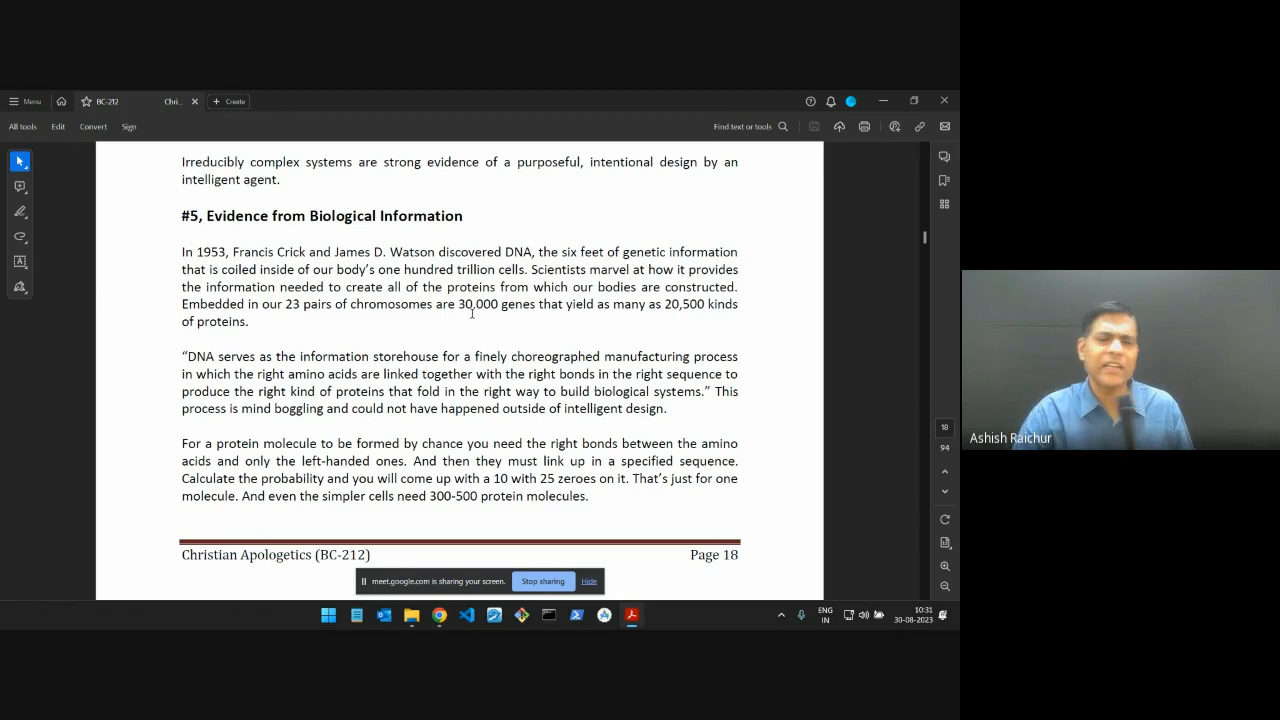 Menu
BC-212
Chri...
Create
All tools
Edit
Convert
Sign
Find text or tools
Irreducibly complex systems are strong evidence of a purposeful, intentional design by an
intelligent agent.
#5, Evidence from Biological Information
In 1953, Francis Crick and James D. Watson discovered DNA, the six feet of genetic information
that is coiled inside of our body's one hundred trillion cells. Scientists marvel at how it provides
the information needed to create all of the proteins from which our bodies are constructed.
Embedded in our 23 pairs of chromosomes are 30,000 genes that yield as many as 20,500 kinds
of proteins.
“DNA serves as the information storehouse for a finely choreographed manufacturing process
in which the right amino acids are linked together with the right bonds in the right sequence to
produce the right kind of proteins that fold in the right way to build biological systems.” This
process is mind boggling and could not have happened outside of intelligent design.
For a protein molecule to be formed by chance you need the right bonds between the amino
acids and only the left-handed ones. And then they must link up in a specified sequence.
Calculate the probability and you will come up with a 10 with 25 zeroes on it. That's just for one
molecule. And even the simpler cells need 300-500 protein molecules.
Christian Apologetics (BC-212)
Page 18
18
94
Ashish Raichur
meet.google.com is sharing your screen.
Stop sharing
Hide
ENG
IN
10:31
30-08-2023